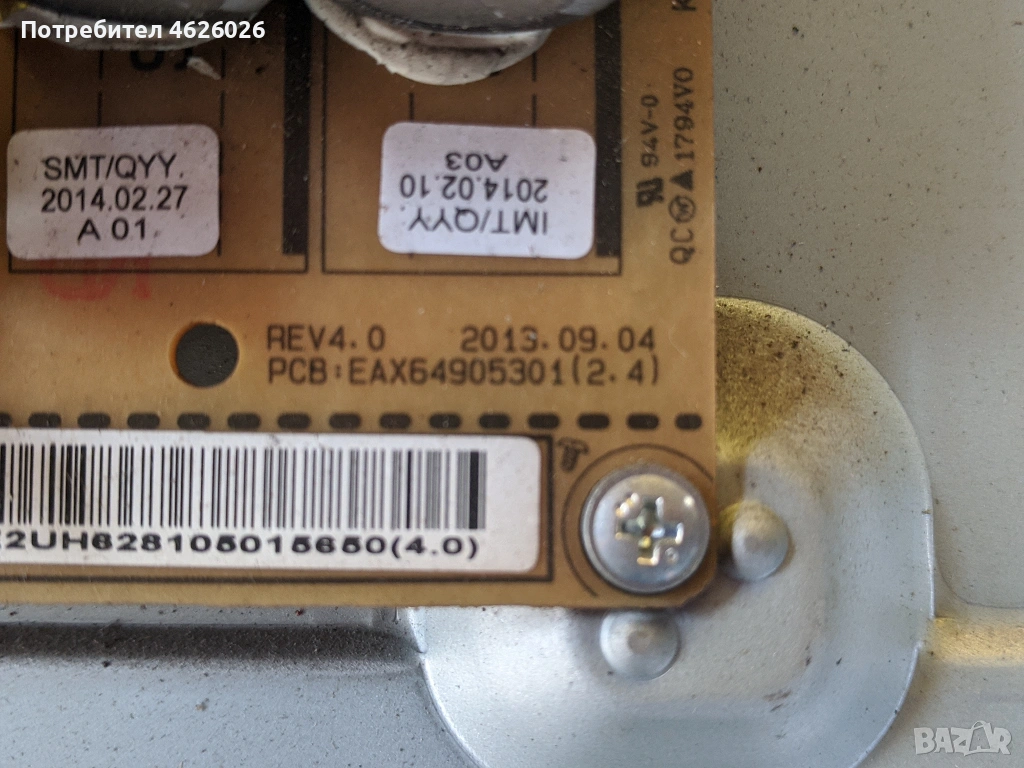 Потребител 4626026
SMT/QYY.
2014.02.27
A 01
IMT/QYY.
2014.02.10
A03
94V-0
QC 1794V0
REV4.0 2013.09.04
PCB:EAX64905301(2.4)
2UH628105015650(4.0)
BAZAR